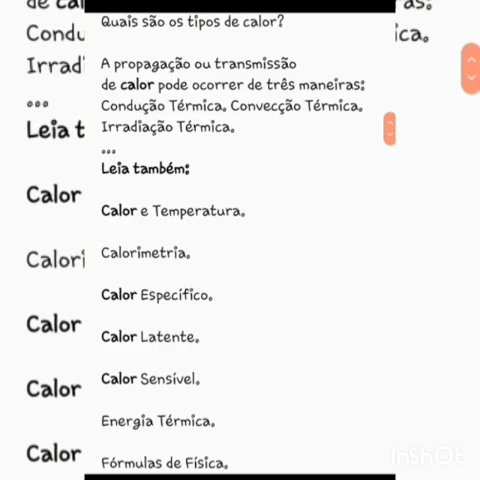 Quais são os tipos de calor?
A propagação ou transmissão
de calor pode ocorrer de três maneiras:
Condução Térmica. Convecção Térmica.
Irradiação Térmica.
...
Leia também:
Calor e Temperatura.
Calorimetria.
Calor Específico.
Calor Latente.
Calor Sensível.
Energia Térmica.
Fórmulas de Física.
InShOt